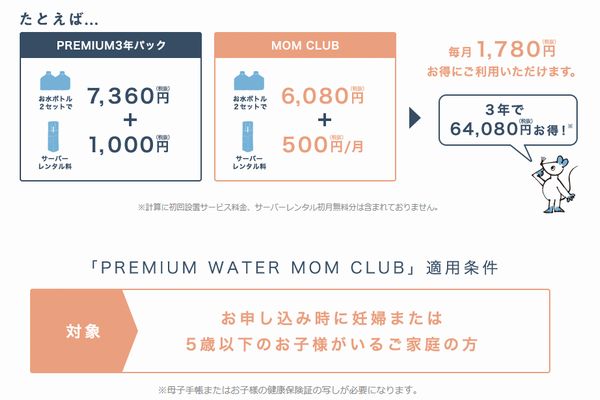 たとえば…
PREMIUM3年パック
お水ボトル
2セットで
7,360円(税抜)
+
サーバー
レンタル料
1,000円(税抜)
MOM CLUB
お水ボトル
2セットで
6,080円(税抜)
+
サーバー
レンタル料
500円(税抜)/月
毎月1,780円(税抜)
お得にご利用いただけます。
3年で
64,080円(税抜)お得!※
※計算に初回設置サービス料金、サーバーレンタル初月無料分は含まれておりません。
「PREMIUM WATER MOM CLUB」適用条件
対象
お申し込み時に妊婦または
5歳以下のお子様がいるご家庭の方
※母子手帳またはお子様の健康保険証の写しが必要になります。